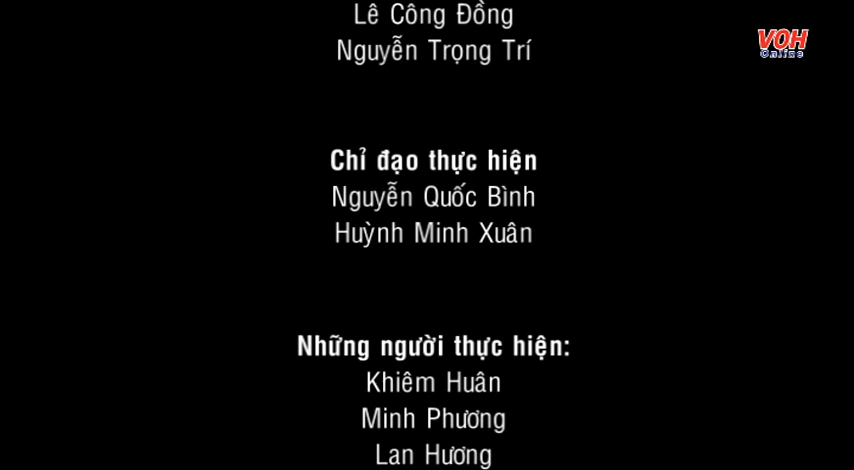 Lê Công Đồng
Nguyễn Trọng Trí
VOH
Online
Chỉ đạo thực hiện
Nguyễn Quốc Bình
Huỳnh Minh Xuân
Những người thực hiện:
Khiêm Huân
Minh Phương
Lan Hương